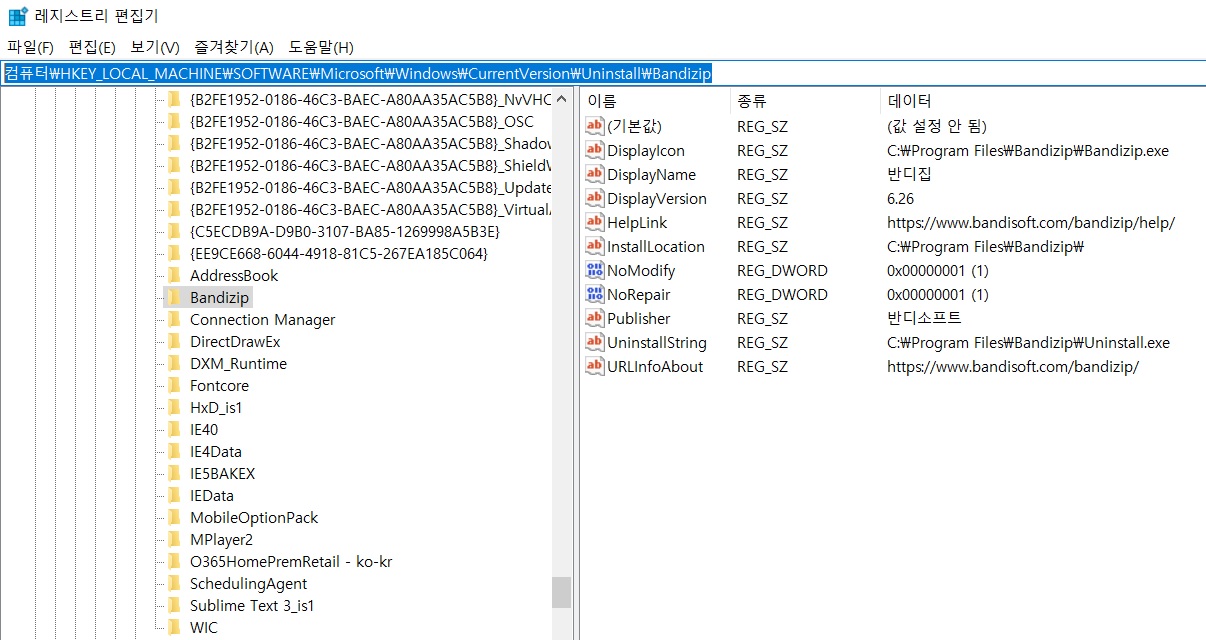 레지스트리 편집기
파일(F) 편집(E) 보기(V) 즐겨찾기(A) 도움말(H)
컴퓨터₩HKEY_LOCAL_MACHINE₩SOFTWARE₩Microsoft₩Windows₩CurrentVersion₩Uninstall₩Bandizip
{B2FE1952-0186-46C3-BAEC-A80AA35AC5B8}_NvVHC
{B2FE1952-0186-46C3-BAEC-A80AA35AC5B8}_OSC
{B2FE1952-0186-46C3-BAEC-A80AA35AC5B8}_Shadov
{B2FE1952-0186-46C3-BAEC-A80AA35AC5B8}_ShieldW
{B2FE1952-0186-46C3-BAEC-A80AA35AC5B8}_Update
{B2FE1952-0186-46C3-BAEC-A80AA35AC5B8}_Virtual
{C5ECDB9A-D9B0-3107-BA85-1269998A5B3E}
{EE9CE668-6044-4918-81C5-267EA185C064}
AddressBook
Bandizip
Connection Manager
DirectDrawEx
DXM_Runtime
Fontcore
HxD_is1
IE40
IE4Data
IE5BAKEX
IEData
MobileOptionPack
MPlayer2
O365HomePremRetail - ko-kr
SchedulingAgent
Sublime Text 3_is1
WIC
이름 종류 데이터
(기본값) REG_SZ (값 설정 안 됨)
DisplayIcon REG_SZ C:₩Program Files₩Bandizip₩Bandizip.exe
DisplayName REG_SZ 반디집
DisplayVersion REG_SZ 6.26
HelpLink REG_SZ https://www.bandisoft.com/bandizip/help/
InstallLocation REG_SZ C:₩Program Files₩Bandizip₩
NoModify REG_DWORD 0x00000001 (1)
NoRepair REG_DWORD 0x00000001 (1)
Publisher REG_SZ 반디소프트
UninstallString REG_SZ C:₩Program Files₩Bandizip₩Uninstall.exe
URLInfoAbout REG_SZ https://www.bandisoft.com/bandizip/